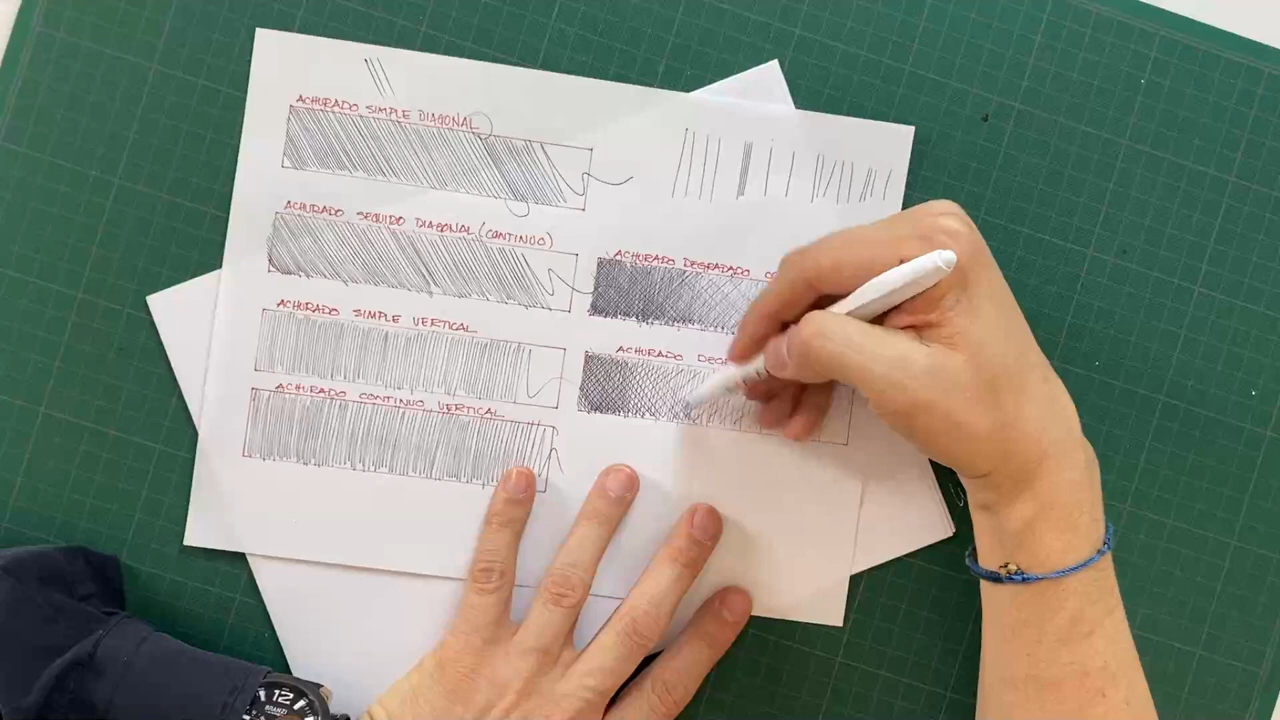 ACHURADO SIMPLE DIAGONAL
ACHURADO SEGUIDO DIAGONAL (CONTINUO)
ACHURADO SIMPLE VERTICAL
ACHURADO CONTINUO VERTICAL
ACHURADO DEGRADADO
ACHURADO
12